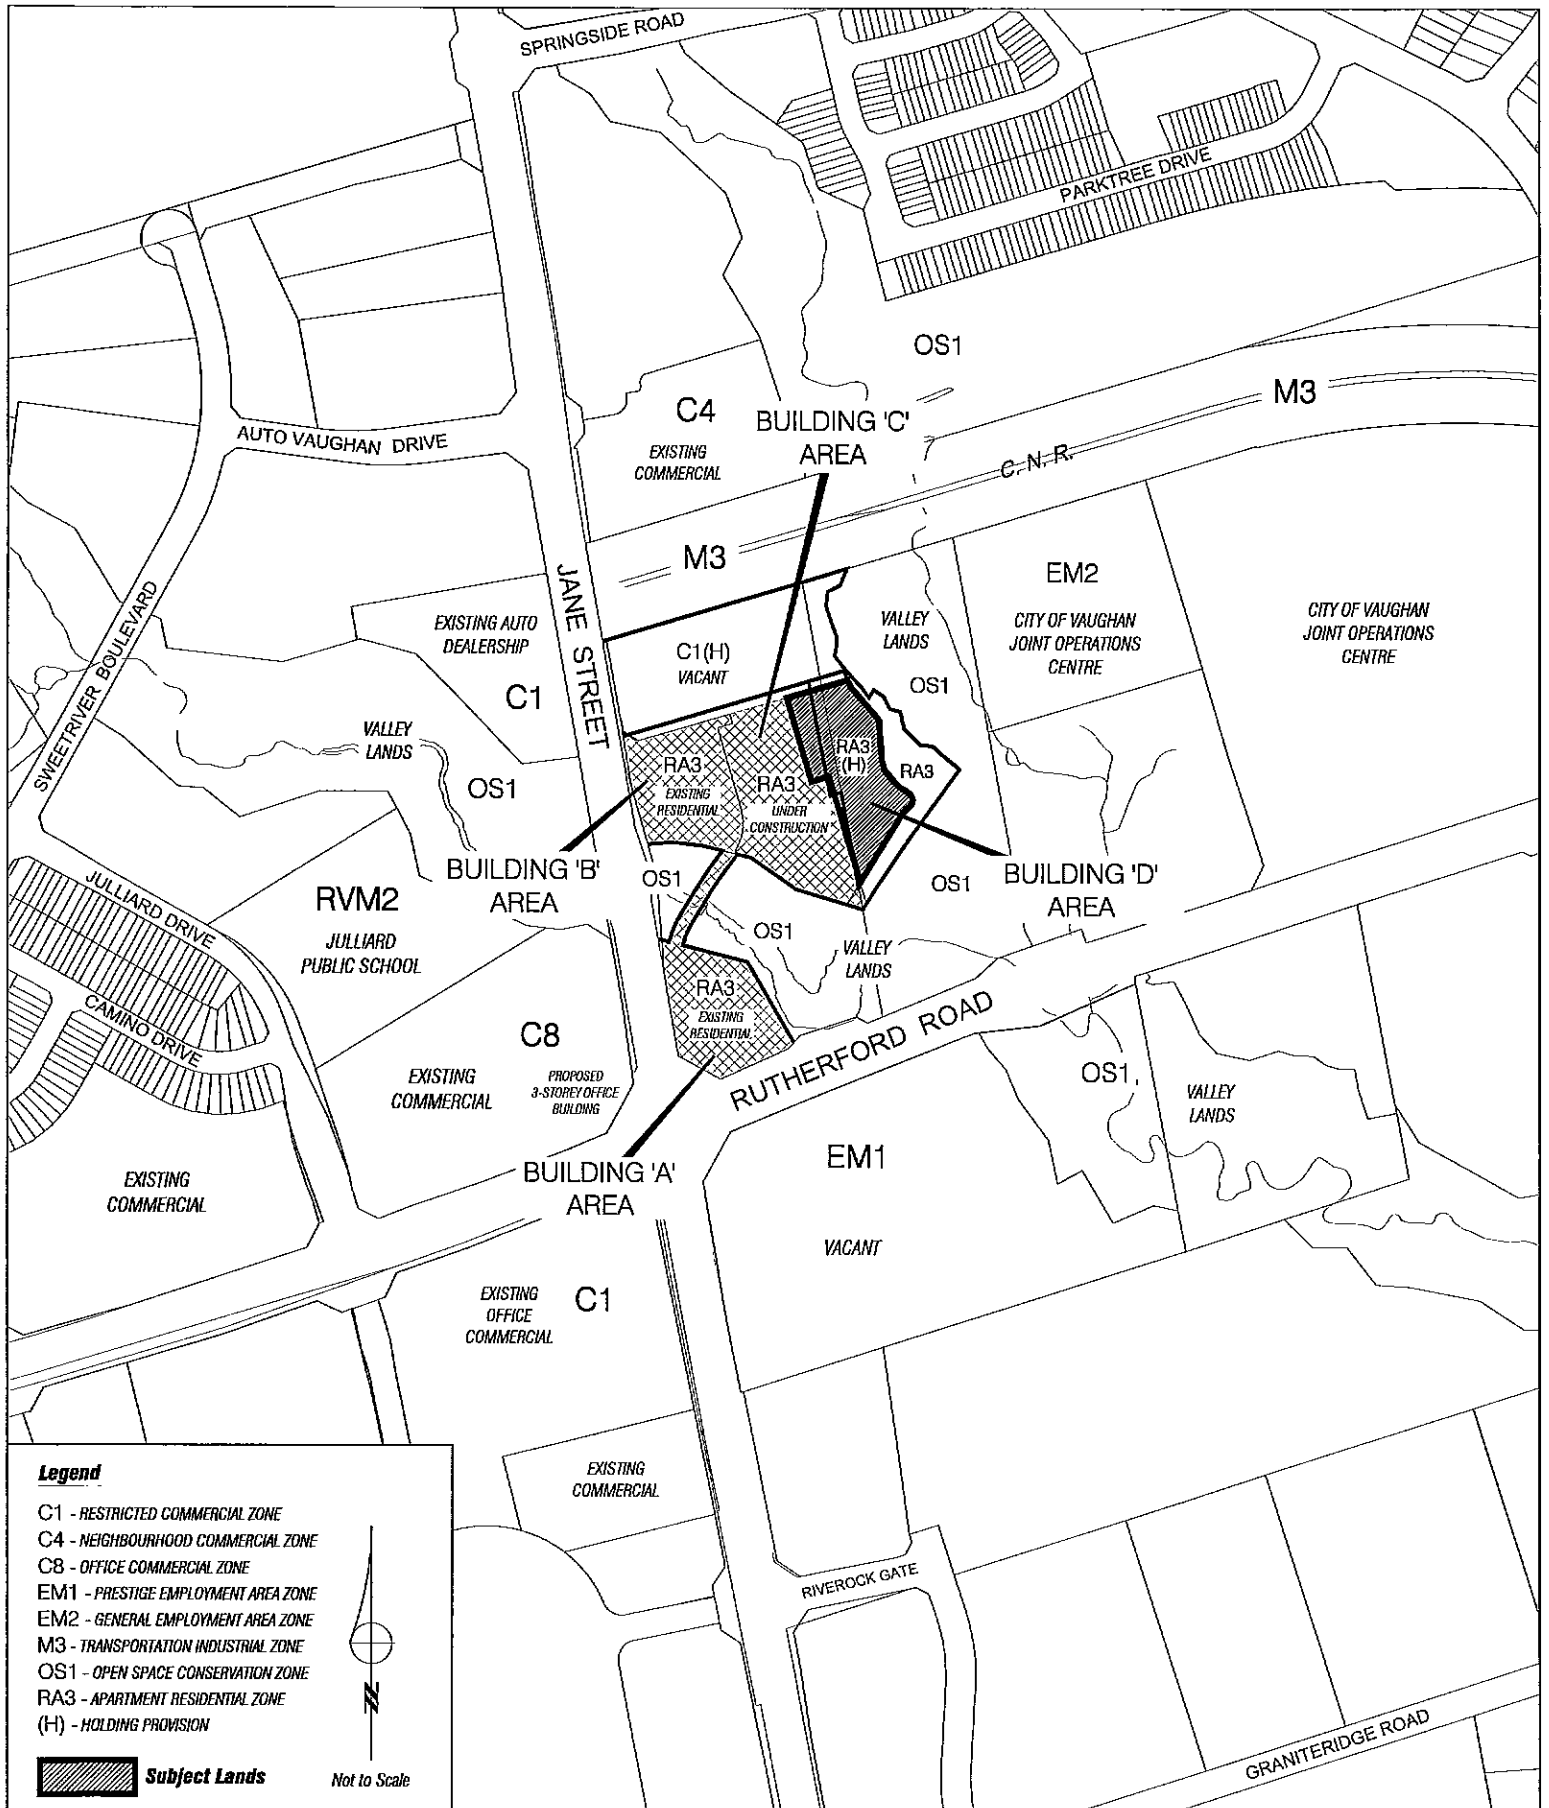 SPRINGSIDE ROAD
PARKTREE DRIVE
OS1
M3
C4
EXISTING
COMMERCIAL
BUILDING 'C'
AREA
AUTO VAUGHAN DRIVE
C.N.R.
M3
JANE STREET
SWEETRIVER BOULEVARD
EXISTING AUTO
DEALERSHIP
C1
C1(H)
VACANT
VALLEY
LANDS
OS1
EM2
CITY OF VAUGHAN
JOINT OPERATIONS
CENTRE
CITY OF VAUGHAN
JOINT OPERATIONS
CENTRE
VALLEY
LANDS
OS1
RA3
EXISTING
RESIDENTIAL
RA3
UNDER
CONSTRUCTION
RA3
(H)
RA3
BUILDING 'B'
AREA
OS1
OS1
BUILDING 'D'
AREA
JULLIARD DRIVE
RVM2
JULLIARD
PUBLIC SCHOOL
OS1
VALLEY
LANDS
CAMINO DRIVE
RA3
EXISTING
RESIDENTIAL
RUTHERFORD ROAD
C8
EXISTING
COMMERCIAL
PROPOSED
3-STOREY OFFICE
BUILDING
OS1
VALLEY
LANDS
EXISTING
COMMERCIAL
BUILDING 'A'
AREA
EM1
VACANT
EXISTING
OFFICE
COMMERCIAL
C1
EXISTING
COMMERCIAL
RIVEROCK GATE
GRANITERIDGE ROAD
Legend
C1 - RESTRICTED COMMERCIAL ZONE
C4 - NEIGHBOURHOOD COMMERCIAL ZONE
C8 - OFFICE COMMERCIAL ZONE
EM1 - PRESTIGE EMPLOYMENT AREA ZONE
EM2 - GENERAL EMPLOYMENT AREA ZONE
M3 - TRANSPORTATION INDUSTRIAL ZONE
OS1 - OPEN SPACE CONSERVATION ZONE
RA3 - APARTMENT RESIDENTIAL ZONE
(H) - HOLDING PROVISION
N
Subject Lands
Not to Scale